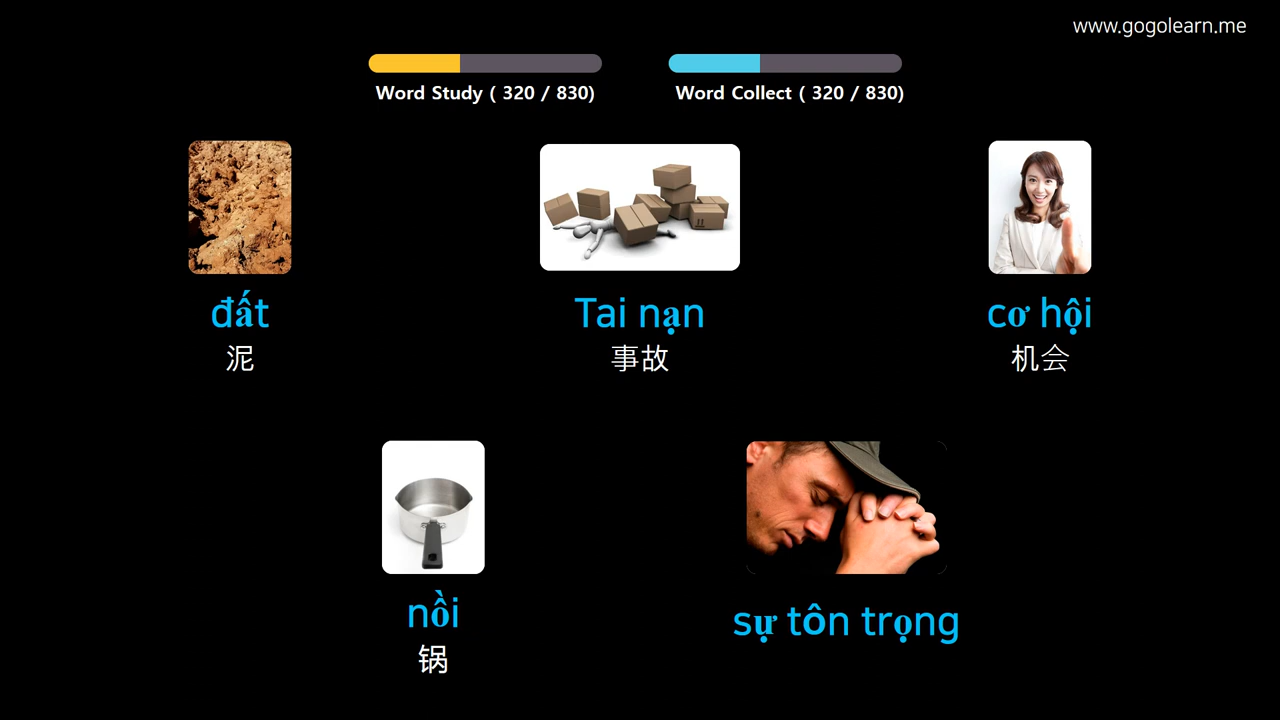 www.gogolearn.me
Word Study ( 320 / 830)
Word Collect ( 320 / 830)
đất
泥
Tai nạn
事故
cơ hội
机会
nồi
锅
sự tôn trọng